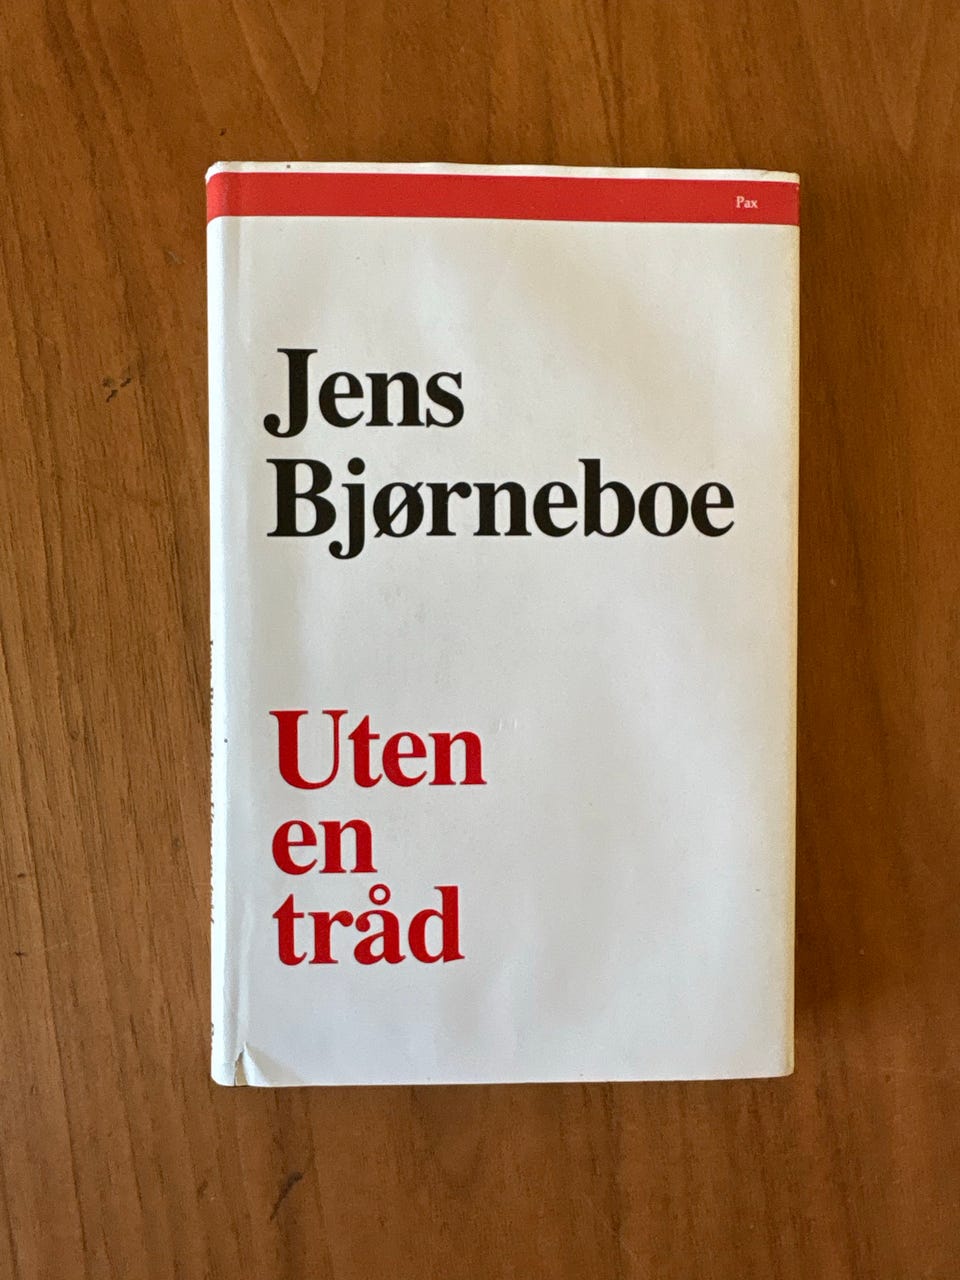 Pax
Jens
Bjørneboe
Uten
en
tråd